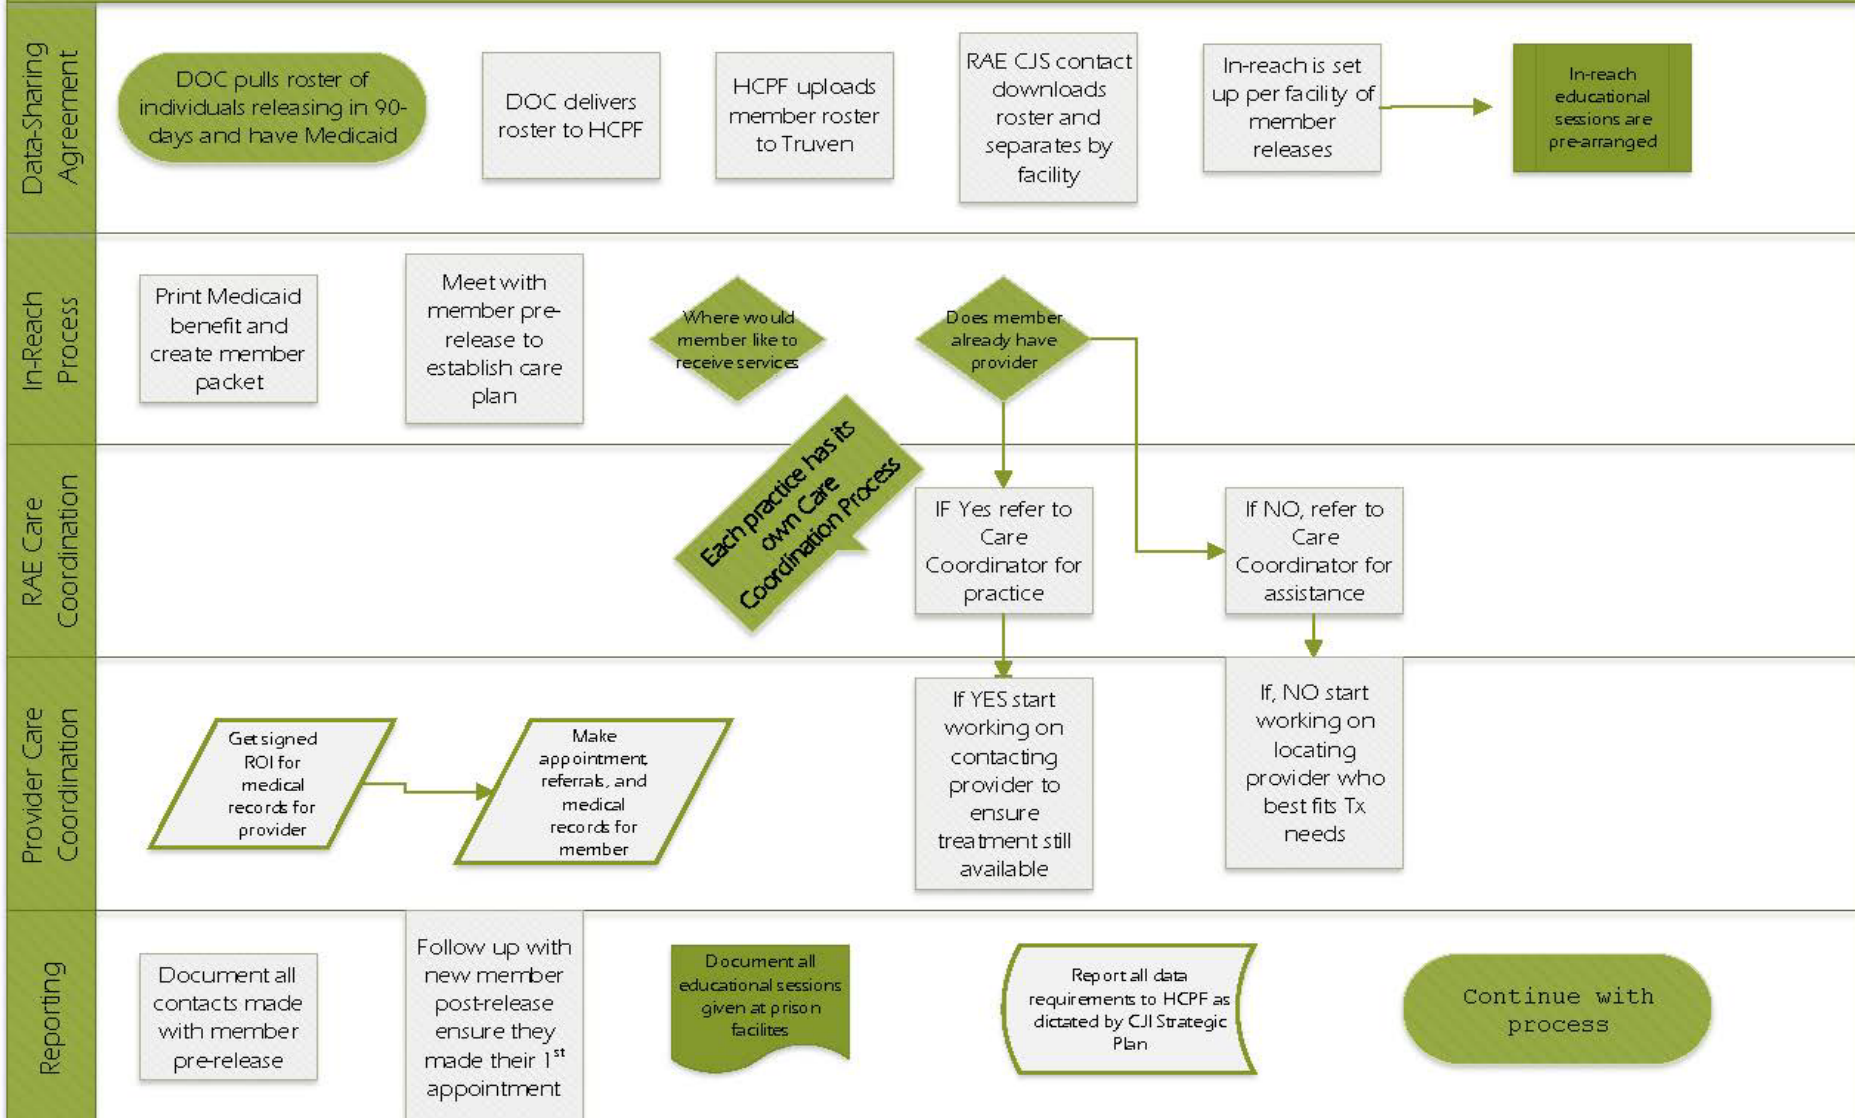 Data-Sharing
Agreement
DOC pulls roster of
individuals releasing in 90-
days and have Medicaid
DOC delivers
roster to HCPF
HCPF uploads
member roster
to Truven
RAE CJS contact
downloads
roster and
separates by
facility
In-reach is set
up per facility of
member
releases
In-reach
educational
sessions are
pre-arranged
In-Reach
Process
Print Medicaid
benefit and
create member
packet
Meet with
member pre-
release to
establish care
plan
Where would
member like to
receive services
Does member
already have
provider
RAE Care
Coordination
Each practice has its
own Care
Coordination Process
IF Yes refer to
Care
Coordinator for
practice
If NO, refer to
Care
Coordinator for
assistance
Provider Care
Coordination
Get signed
ROI for
medical
records for
provider
Make
appointment,
referrals, and
medical
records for
member
If YES start
working on
contacting
provider to
ensure
treatment still
available
If, NO start
working on
locating
provider who
best fits Tx
needs
Reporting
Document all
contacts made
with member
pre-release
Follow up with
new member
post-release
ensure they
made their 1st
appointment
Document all
educational sessions
given at prison
facilites
Report all data
requirements to HCPF as
dictated by CJI Strategic
Plan
Continue with
process